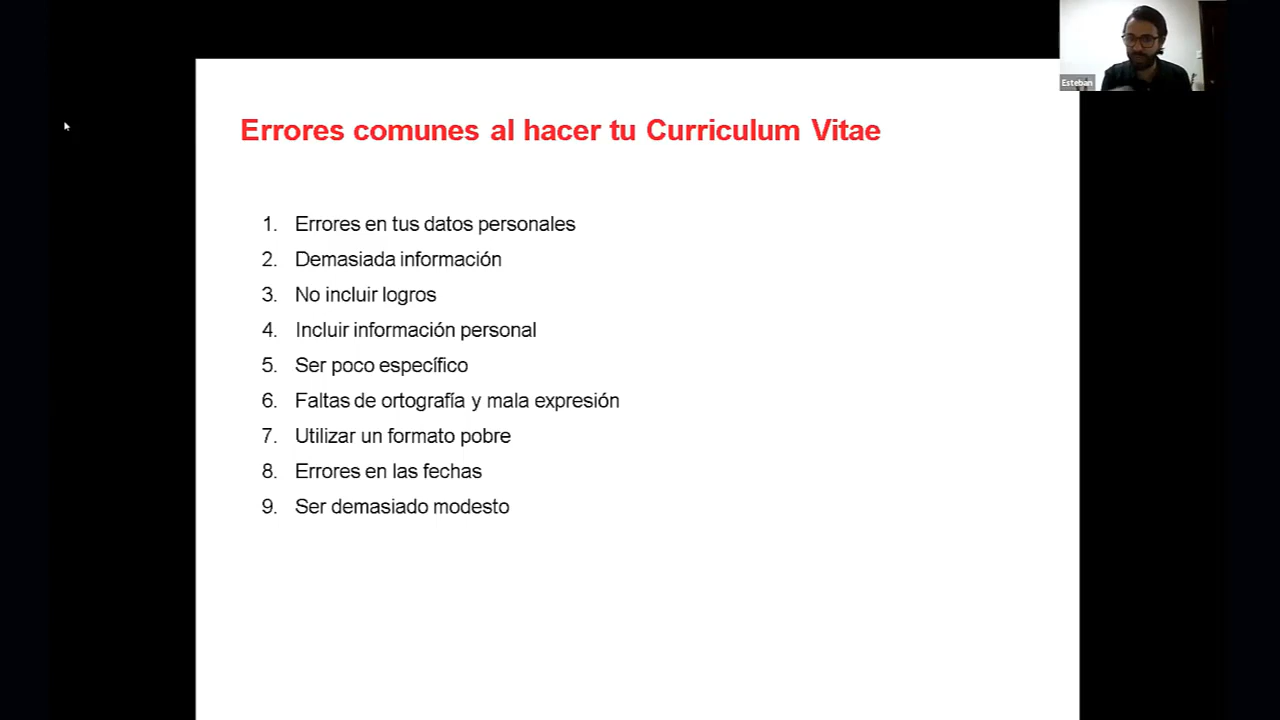 Esteban
Errores comunes al hacer tu Curriculum Vitae
1. Errores en tus datos personales
2. Demasiada información
3. No incluir logros
4. Incluir información personal
5. Ser poco específico
6. Faltas de ortografía y mala expresión
7. Utilizar un formato pobre
8. Errores en las fechas
9. Ser demasiado modesto